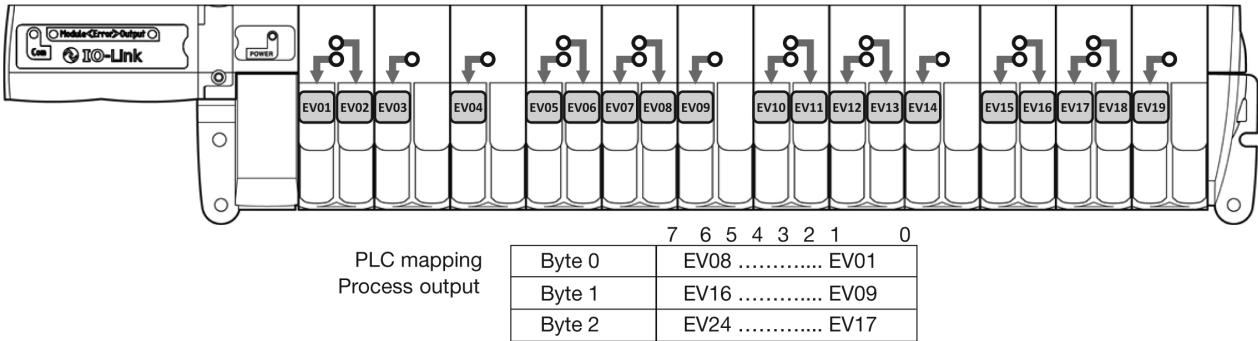 Module<Error>Output
Com
IO-Link
POWER
EV01 EV02 EV03 EV04 EV05 EV06 EV07 EV08 EV09 EV10 EV11 EV12 EV13 EV14 EV15 EV16 EV17 EV18 EV19
7 6 5 4 3 2 1 0
PLC mapping Byte 0 EV08 ............. EV01
Process output Byte 1 EV16 ............. EV09
Byte 2 EV24 ............. EV17